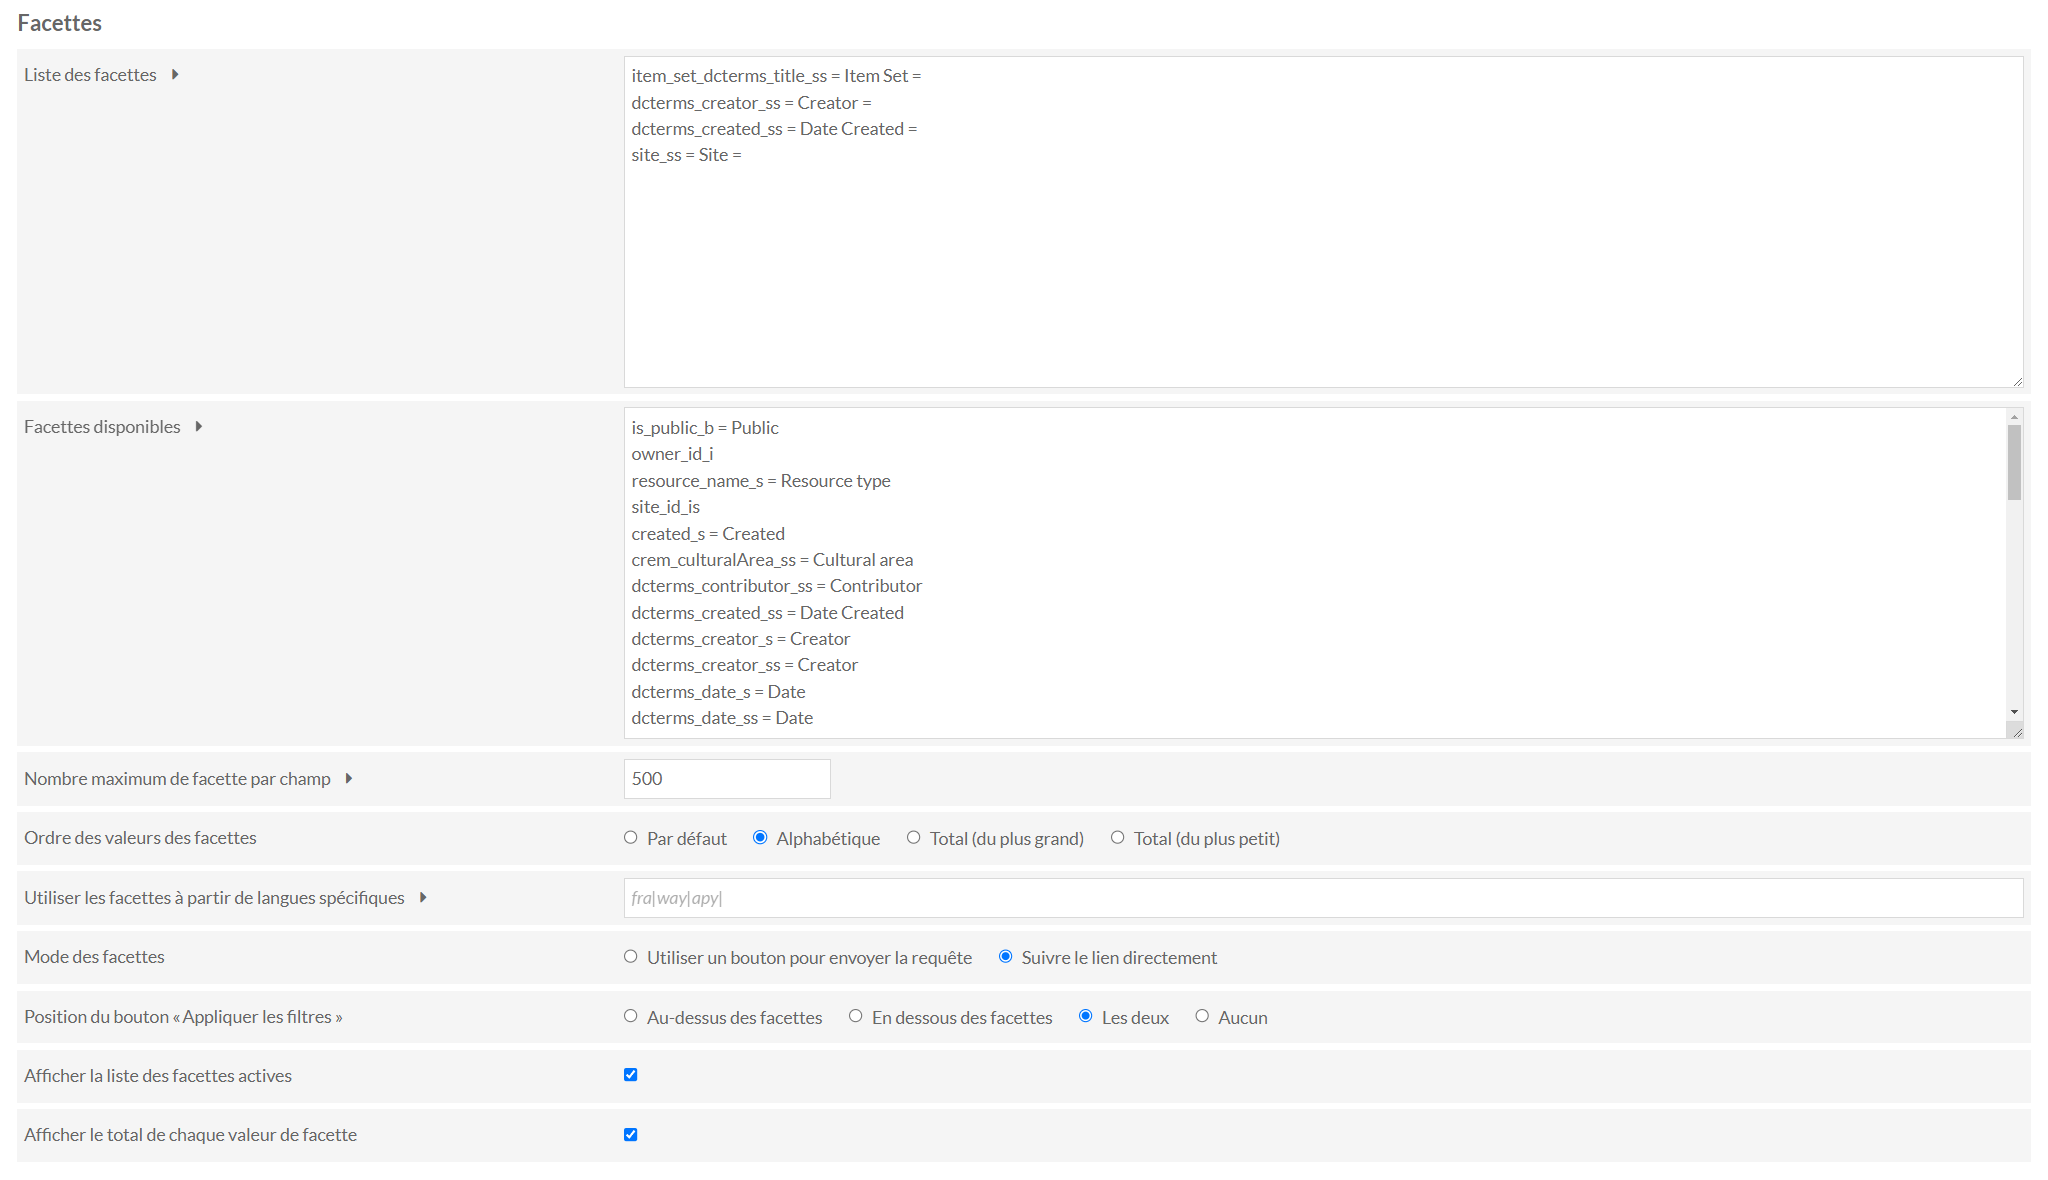 Facettes
Liste des facettes
item_set_dcterms_title_ss = Item Set =
dcterms_creator_ss = Creator =
dcterms_created_ss = Date Created =
site_ss = Site =
Facettes disponibles
is_public_b = Public
owner_id_i
resource_name_s = Resource type
site_id_is
created_s = Created
crem_culturalArea_ss = Cultural area
dcterms_contributor_ss = Contributor
dcterms_created_ss = Date Created
dcterms_creator_s = Creator
dcterms_creator_ss = Creator
dcterms_date_s = Date
dcterms_date_ss = Date
Nombre maximum de facette par champ
500
Ordre des valeurs des facettes
Par défaut Alphabétique Total (du plus grand) Total (du plus petit)
Utiliser les facettes à partir de langues spécifiques
fra|way|apy|
Mode des facettes
Utiliser un bouton pour envoyer la requête Suivre le lien directement
Position du bouton « Appliquer les filtres »
Au-dessus des facettes En dessous des facettes Les deux Aucun
Afficher la liste des facettes actives
Afficher le total de chaque valeur de facette